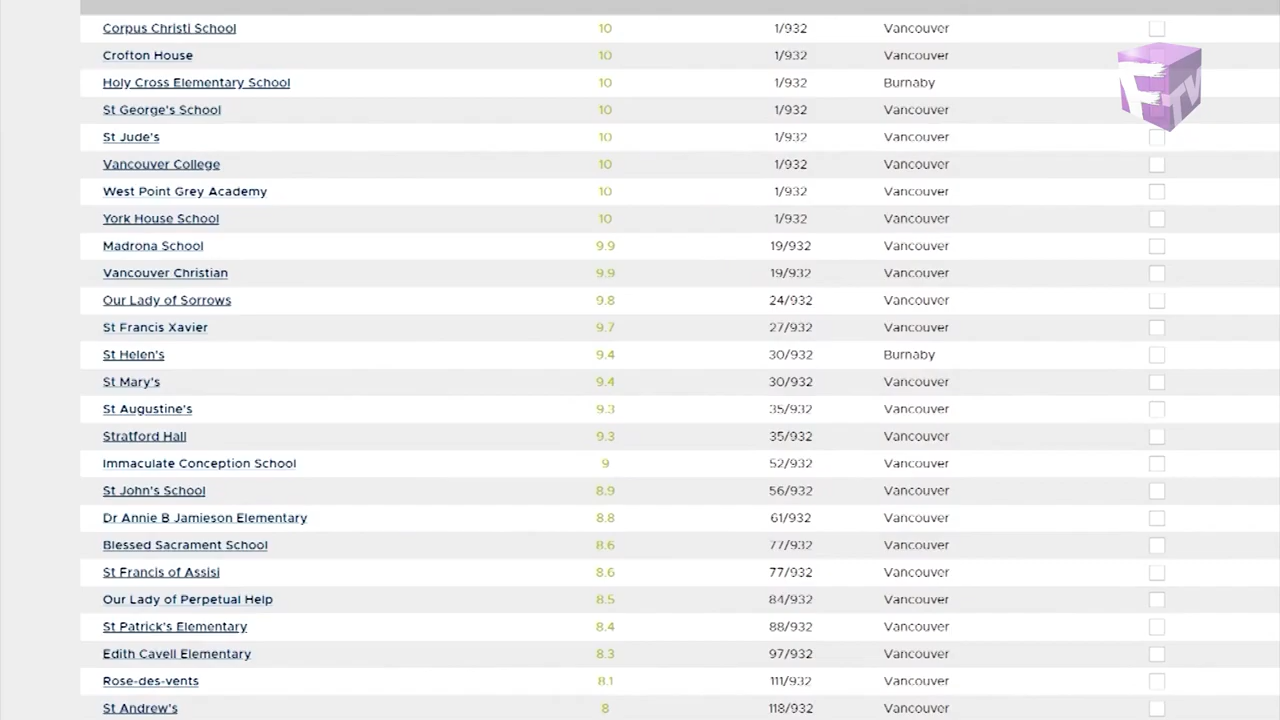 Corpus Christi School 10 1/932 Vancouver
Crofton House 10 1/932 Vancouver
Holy Cross Elementary School 10 1/932 Burnaby
St George's School 10 1/932 Vancouver
St Jude's 10 1/932 Vancouver
Vancouver College 10 1/932 Vancouver
West Point Grey Academy 10 1/932 Vancouver
York House School 10 1/932 Vancouver
Madrona School 9.9 19/932 Vancouver
Vancouver Christian 9.9 19/932 Vancouver
Our Lady of Sorrows 9.8 24/932 Vancouver
St Francis Xavier 9.7 27/932 Vancouver
St Helen's 9.4 30/932 Burnaby
St Mary's 9.4 30/932 Vancouver
St Augustine's 9.3 35/932 Vancouver
Stratford Hall 9.3 35/932 Vancouver
Immaculate Conception School 9 52/932 Vancouver
St John's School 8.9 56/932 Vancouver
Dr Annie B Jamieson Elementary 8.8 61/932 Vancouver
Blessed Sacrament School 8.6 77/932 Vancouver
St Francis of Assisi 8.6 77/932 Vancouver
Our Lady of Perpetual Help 8.5 84/932 Vancouver
St Patrick's Elementary 8.4 88/932 Vancouver
Edith Cavell Elementary 8.3 97/932 Vancouver
Rose-des-vents 8.1 111/932 Vancouver
St Andrew's 8 118/932 Vancouver
FTV